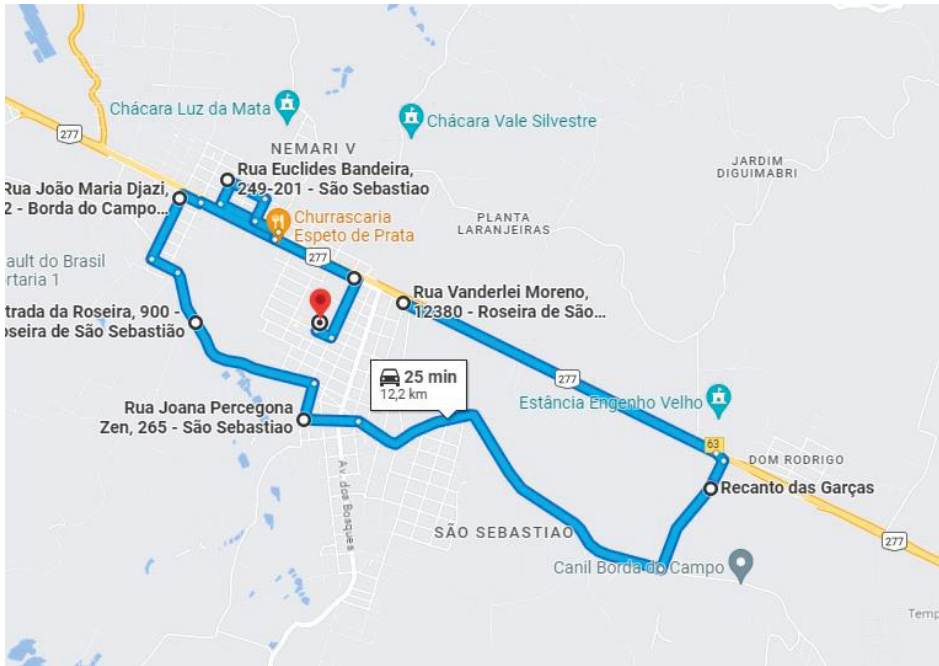 277
Chácara Luz da Mata
Chácara Vale Silvestre
NEMARI V
JARDIM
DIGUIMABRI
Rua Euclides Bandeira,
249-201 - São Sebastiao
Rua João Maria Djazi,
2 - Borda do Campo...
PLANTA
LARANJEIRAS
Churrascaria
Espeto de Prata
277
ault do Brasil
rtaria 1
Rua Vanderlei Moreno,
12380 - Roseira de São...
trada da Roseira, 900 -
oseira de São Sebastião
25 min
12,2 km
277
Estância Engenho Velho
Rua Joana Percegona
Zen, 265 - São Sebastiao
63
DOM RODRIGO
Recanto das Garças
Av. dos Bosques
SÃO SEBASTIAO
277
Canil Borda do Campo
Temp